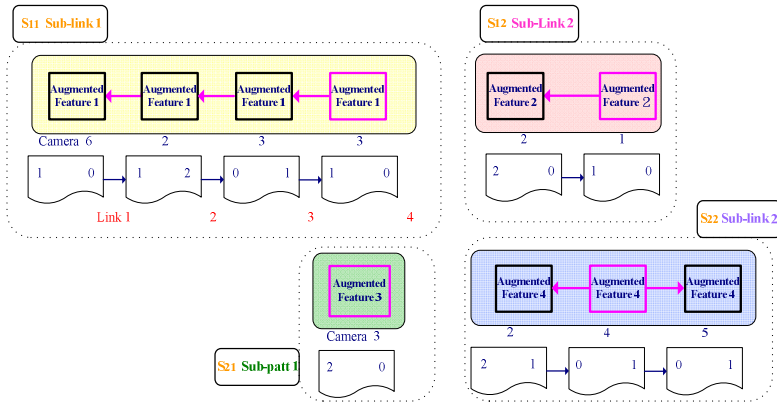 S11 Sub-link 1
S12 Sub-Link 2
Augmented Feature 1
Augmented Feature 1
Augmented Feature 1
Augmented Feature 1
Augmented Feature 2
Augmented Feature 2
Camera 6 2 3 3
2 1
1 0 1 2 0 1 1 0
2 0 1 0
Link 1 2 3 4
S22 Sub-link 2
Augmented Feature 3
Augmented Feature 4
Augmented Feature 4
Augmented Feature 4
Camera 3
2 4 5
S21 Sub-patt 1
2 0
2 1 0 1 0 1